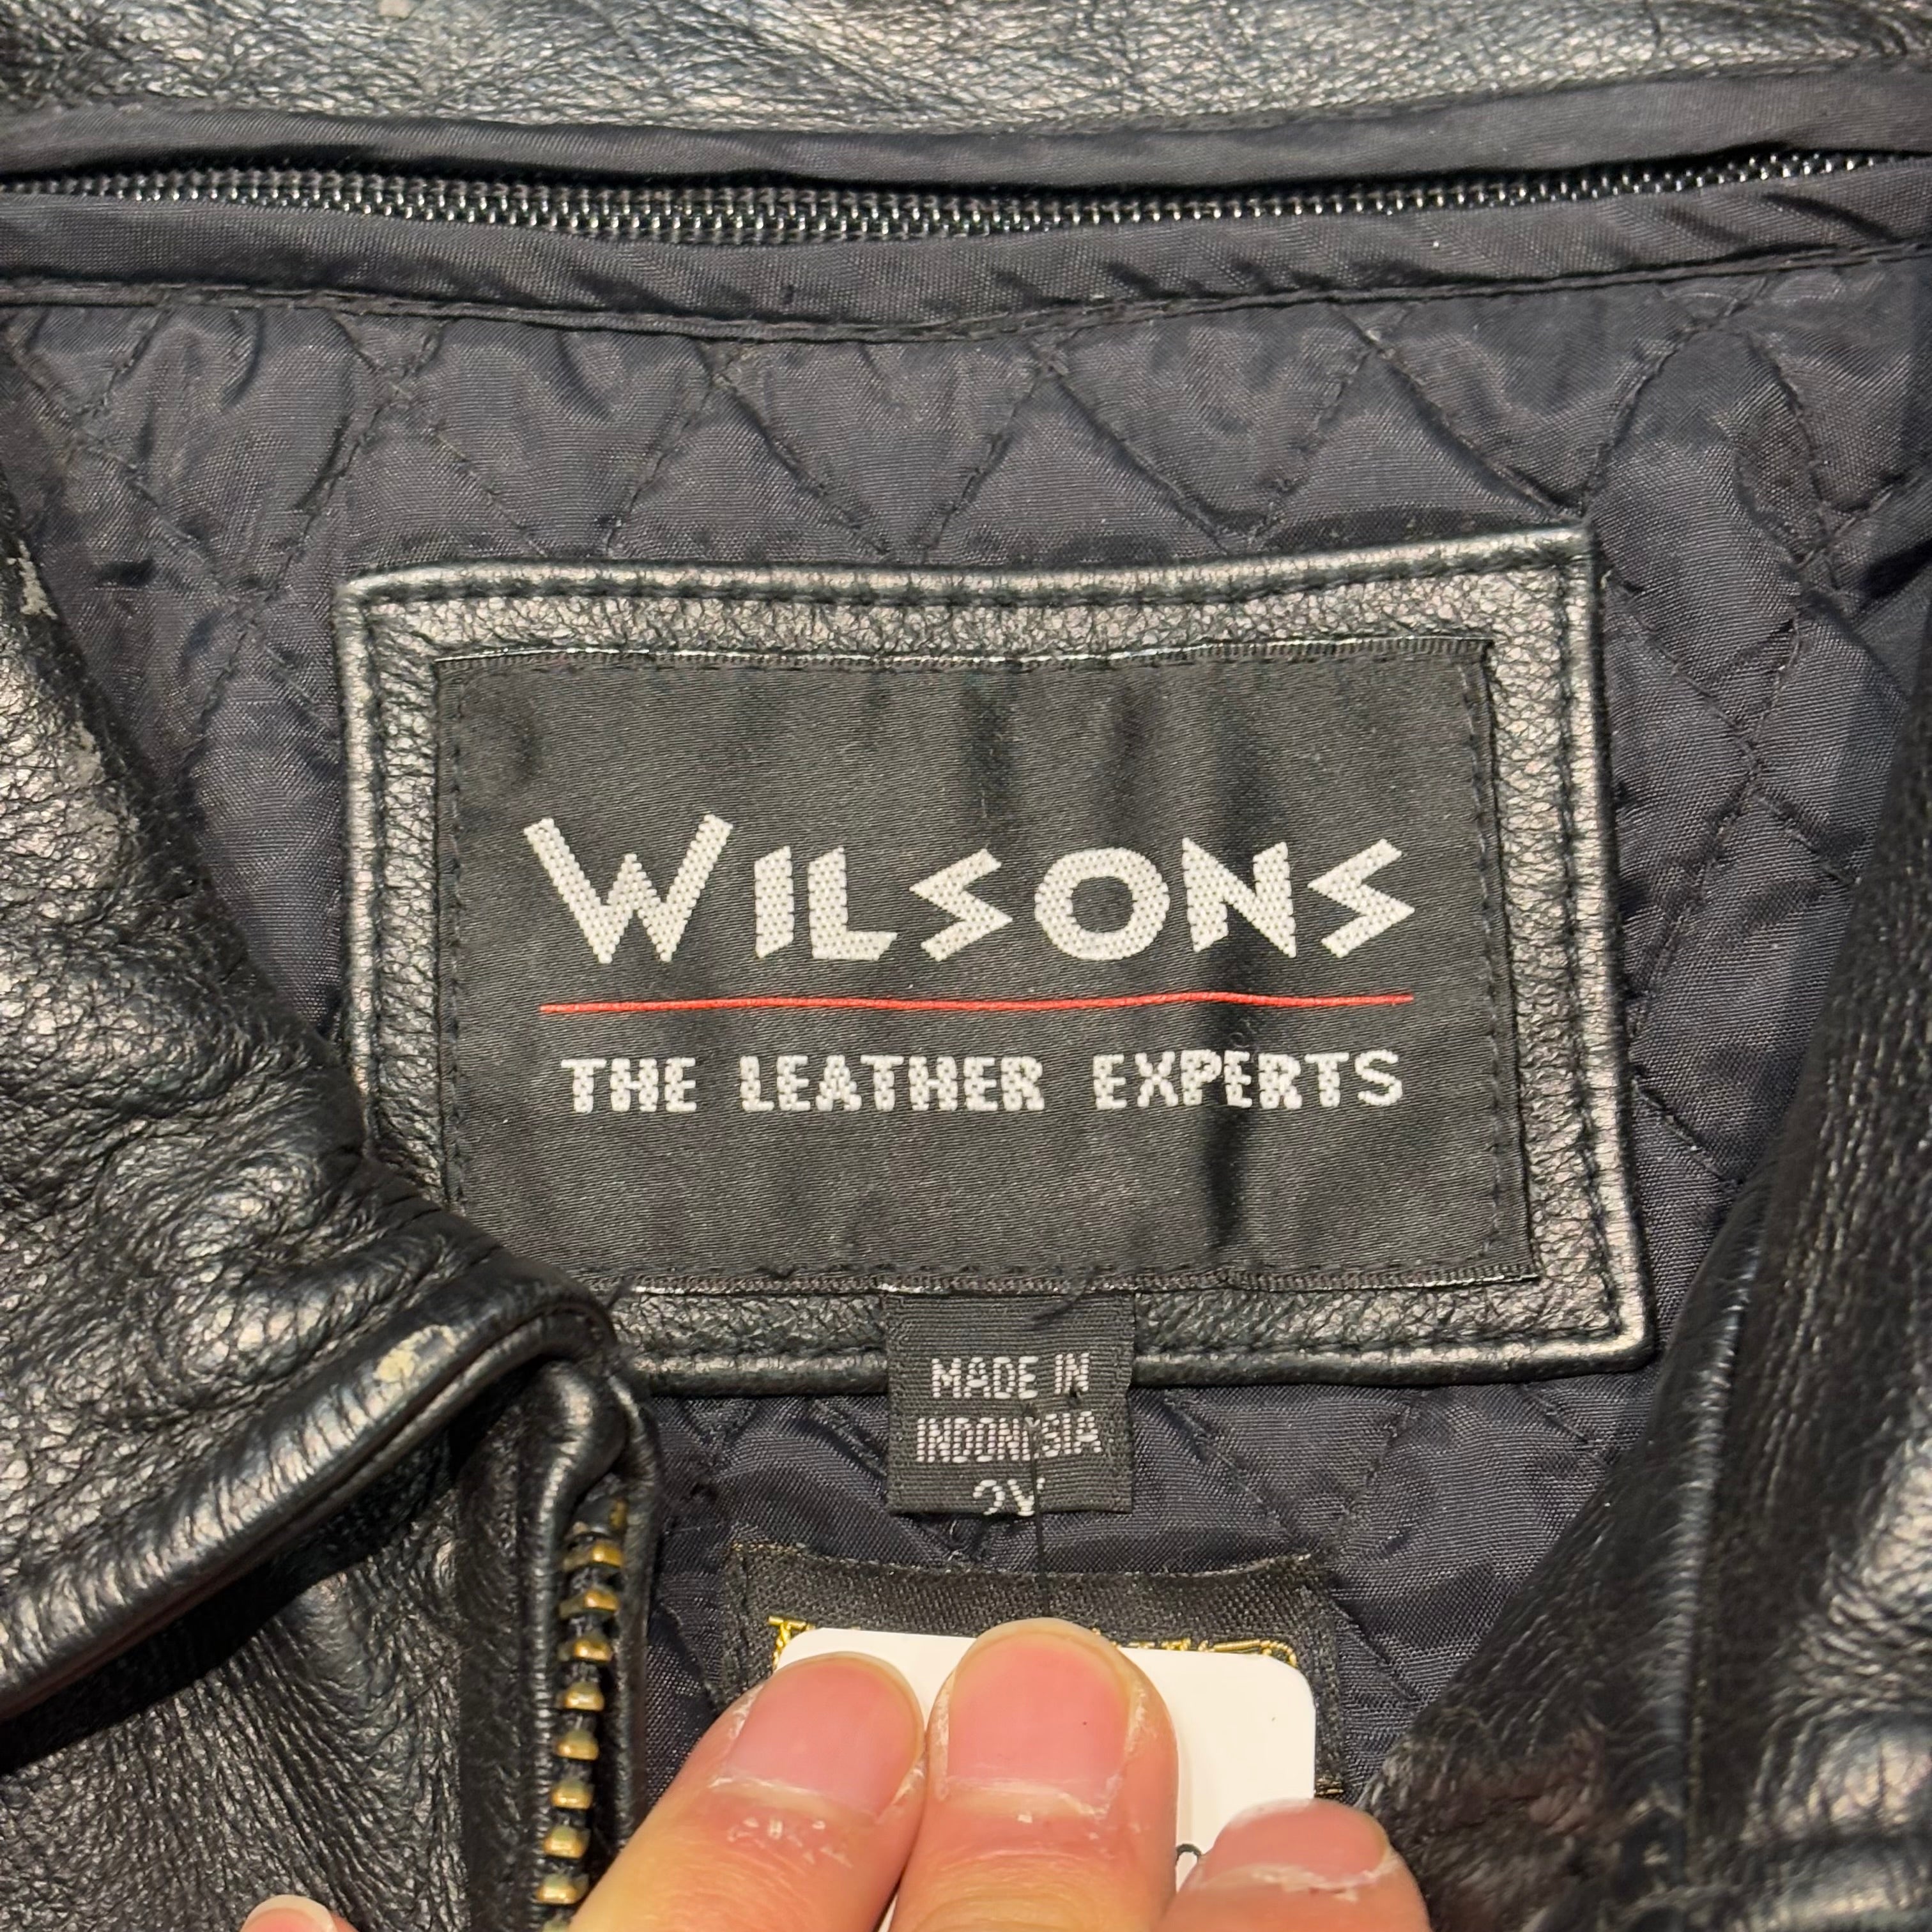 WILSONS
THE LEATHER EXPERTS
MADE IN
INDONESIA